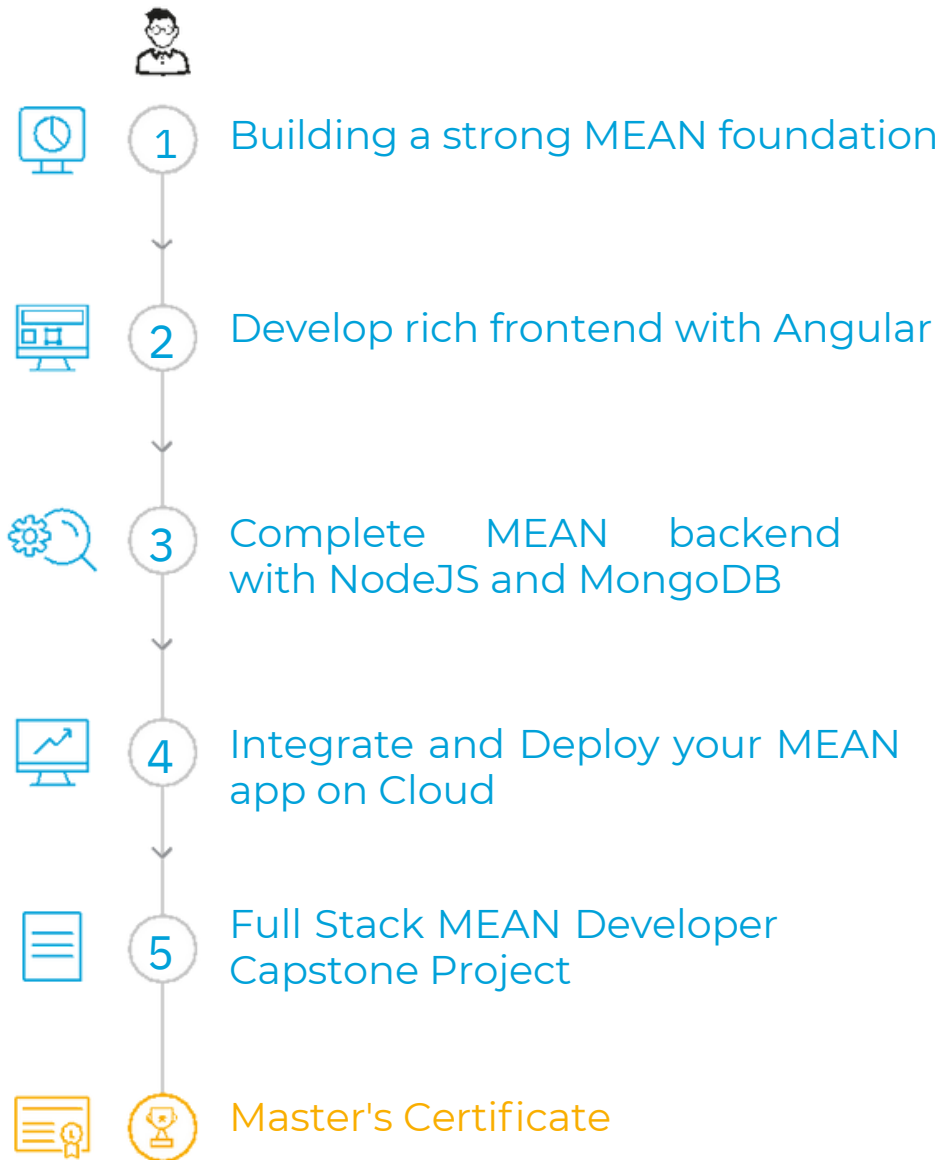 1 Building a strong MEAN foundation
2 Develop rich frontend with Angular
3 Complete MEAN backend
with NodeJS and MongoDB
4 Integrate and Deploy your MEAN
app on Cloud
5 Full Stack MEAN Developer
Capstone Project
Master's Certificate